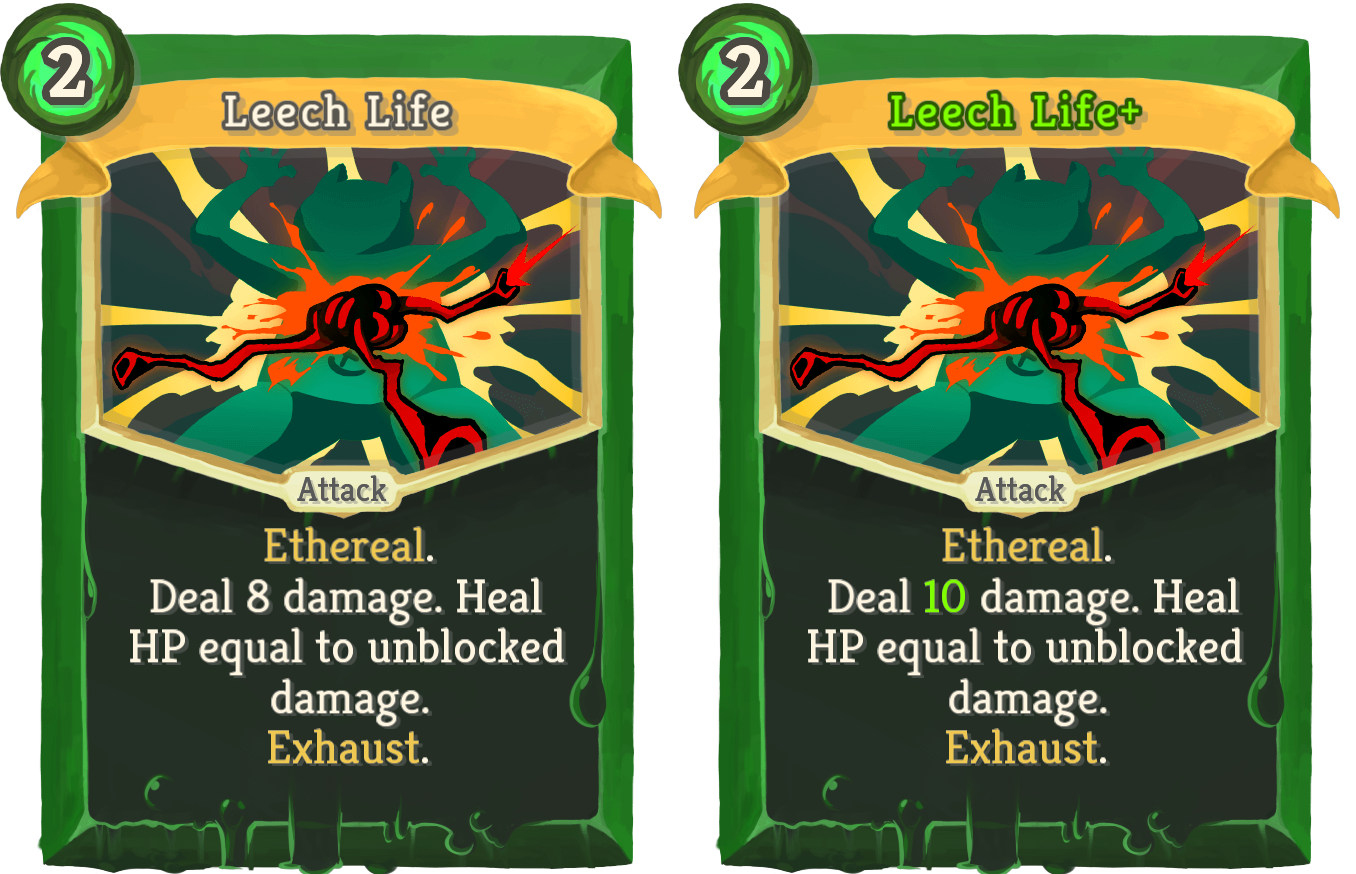 2
Leech Life
Attack
Ethereal.
Deal 8 damage. Heal
HP equal to unblocked
damage.
Exhaust.
2
Leech Life+
Attack
Ethereal.
Deal 10 damage. Heal
HP equal to unblocked
damage.
Exhaust.